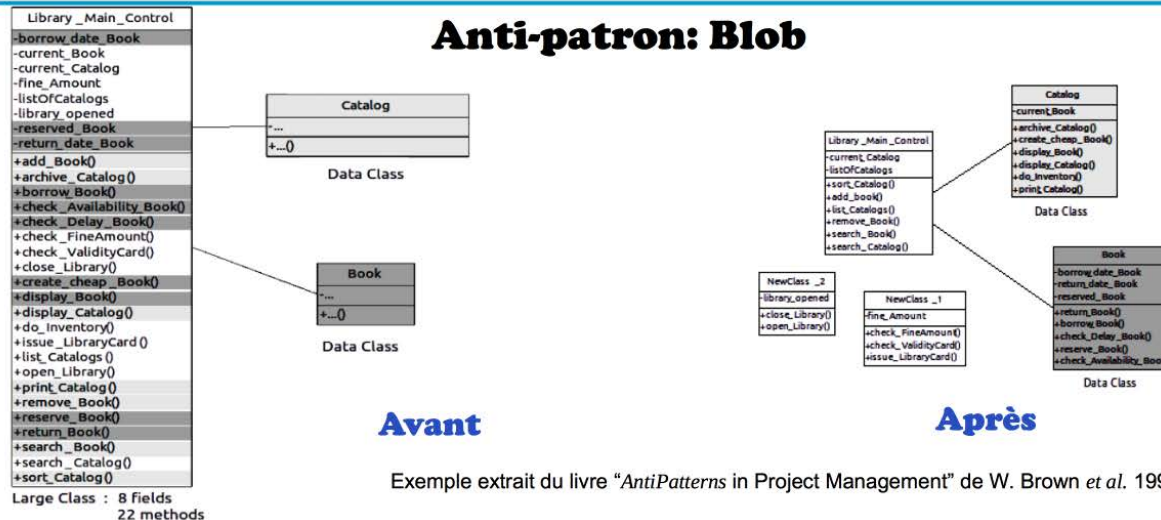 Anti-patron: Blob
Library _Main_Control
-borrow_date_Book
-current_Book
-current_Catalog
-fine_Amount
-listOfCatalogs
-library_opened
-reserved_Book
-return_date_Book
+add_Book()
+archive_Catalog()
+borrow_Book()
+check_Availability_Book()
+check_Delay_Book()
+check_FineAmount()
+check_ValidityCard()
+close_Library()
+create_cheap_Book()
+display_Book()
+display_Catalog()
+do_Inventory()
+issue_LibraryCard ()
+list_Catalogs ()
+open_Library()
+print_Catalog()
+remove_Book()
+reserve_Book()
+return_Book()
+search_Book()
+search_Catalog()
+sort_Catalog()
Large Class : 8 fields
22 methods
Catalog
-...
+...()
Data Class
Book
-...
+...()
Data Class
Avant
Library _Main_Control
-current_Catalog
-listOfCatalogs
+sort_Catalog()
+add_book()
+list_Catalogs()
+remove_Book()
+search_Book()
+search_Catalog()
Catalog
-current_Book
+archive_Catalog()
+create_cheap_Book()
+display_Book()
+display_Catalog()
+do_Inventory()
+print_Catalog()
Data Class
NewClass _2
-library_opened
+close_Library()
+open_Library()
NewClass _1
-fine_Amount
+check_FineAmount()
+check_ValidityCard()
+issue_LibraryCard()
Book
-borrow_date_Book
-return_date_Book
-reserved_Book
+return_Book()
+borrow_Book()
+check_Delay_Book()
+reserve_Book()
+check_Availability_Boo
Data Class
Après
Exemple extrait du livre “AntiPatterns in Project Management” de W. Brown et al. 199